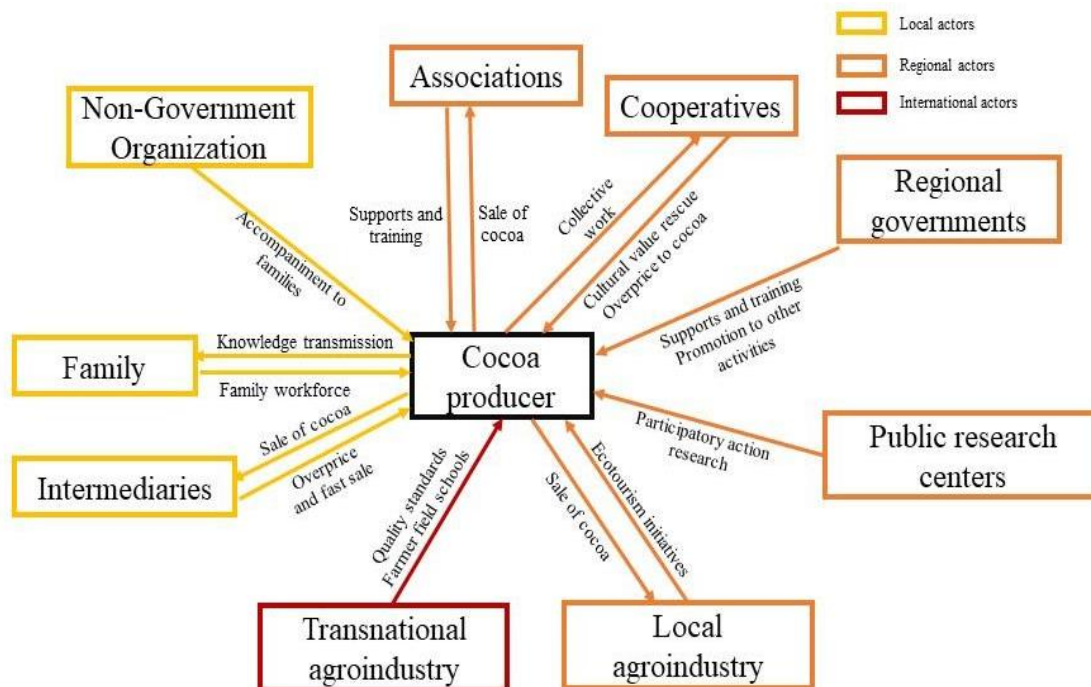 Local actors
Regional actors
International actors
Associations
Cooperatives
Non-Government
Organization
Regional
governments
Supports and
training
Sale of
cocoa
Collective
work
Cultural value rescue
Overprice to cocoa
Accompaniment to
families
Supports and training
Promotion to other
activities
Knowledge transmission
Family
Family workforce
Cocoa
producer
Sale of cocoa
Overprice
and fast sale
Intermediaries
Participatory action
research
Public research
centers
Quality standards
Farmer field schools
Sale of cocoa
Ecotourism initiatives
Transnational
agroindustry
Local
agroindustry